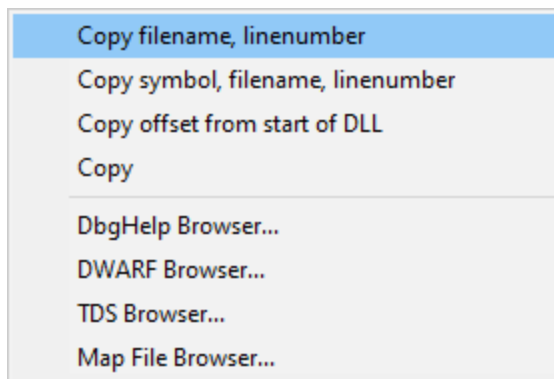 Copy filename, linenumber
Copy symbol, filename, linenumber
Copy offset from start of DLL
Copy
DbgHelp Browser...
DWARF Browser...
TDS Browser...
Map File Browser...